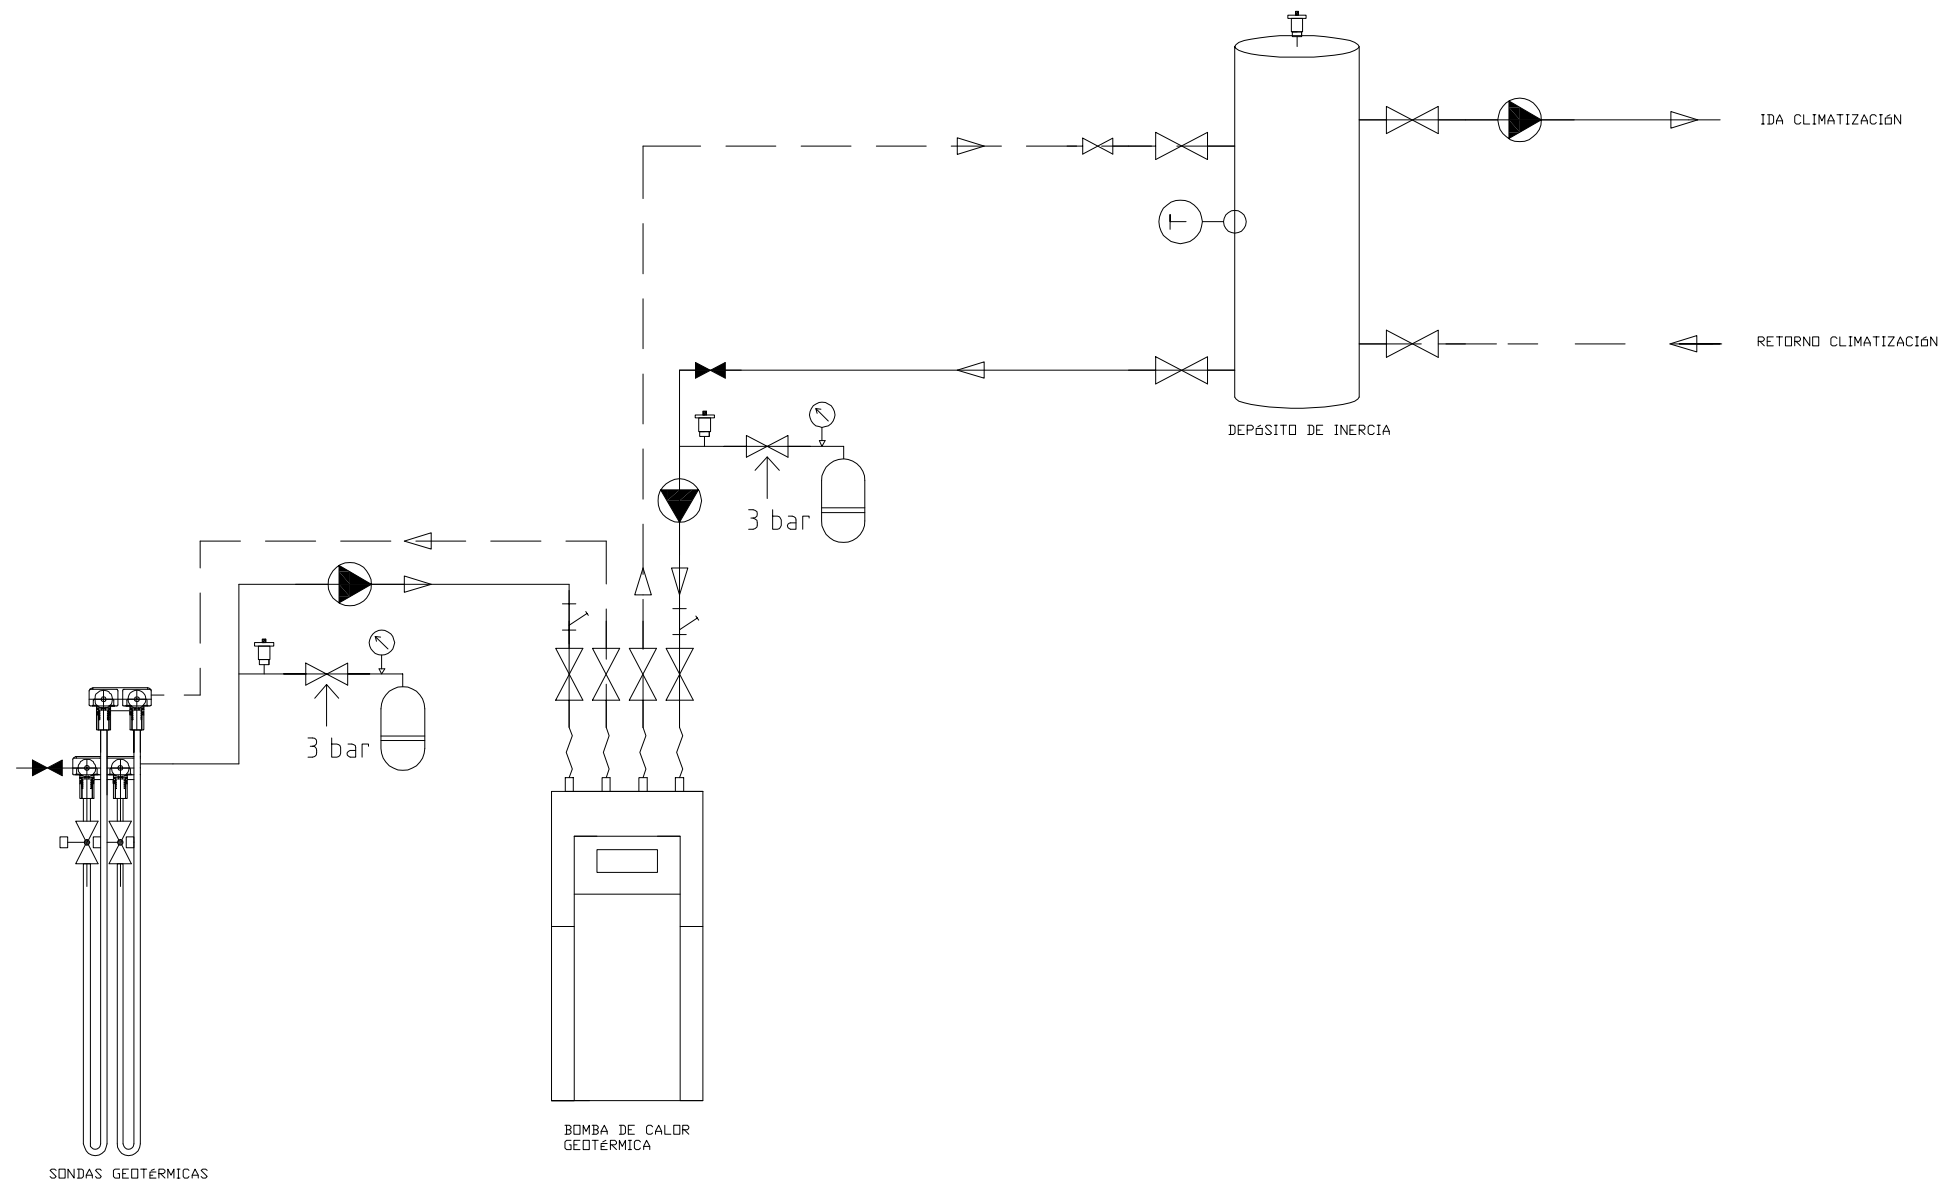 IDA CLIMATIZACIóN
RETORNO CLIMATIZACIóN
T
DEPóSITO DE INERCIA
3 bar
3 bar
BOMBA DE CALOR
GEOTéRMICA
SONDAS GEOTéRMICAS